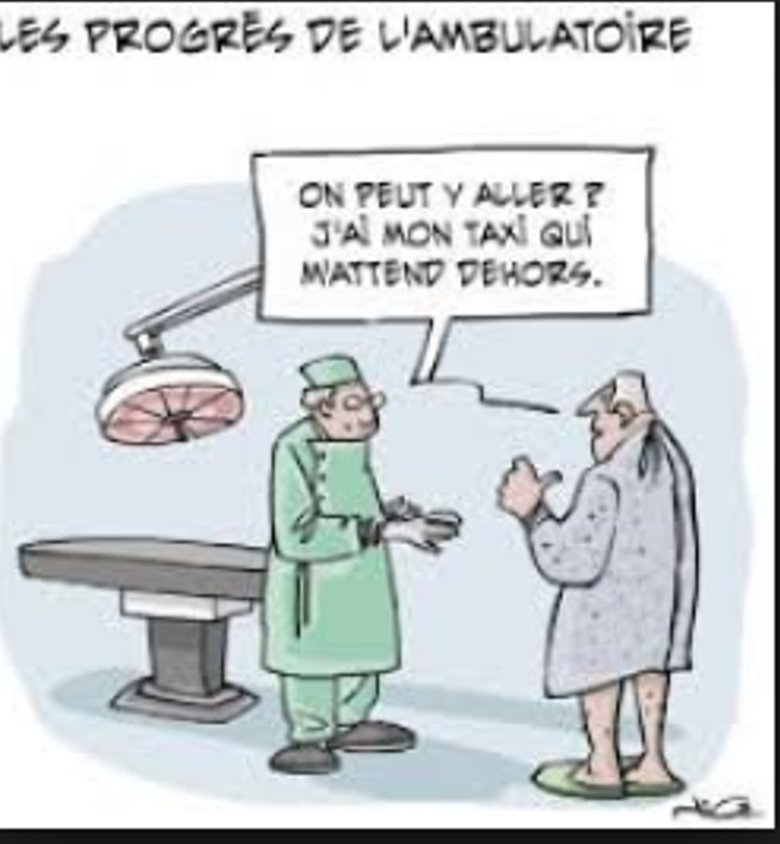 LES PROGRÈS DE L'AMBULATOIRE
ON PEUT Y ALLER ?
J'AI MON TAXI QUI
M'ATTEND DEHORS.